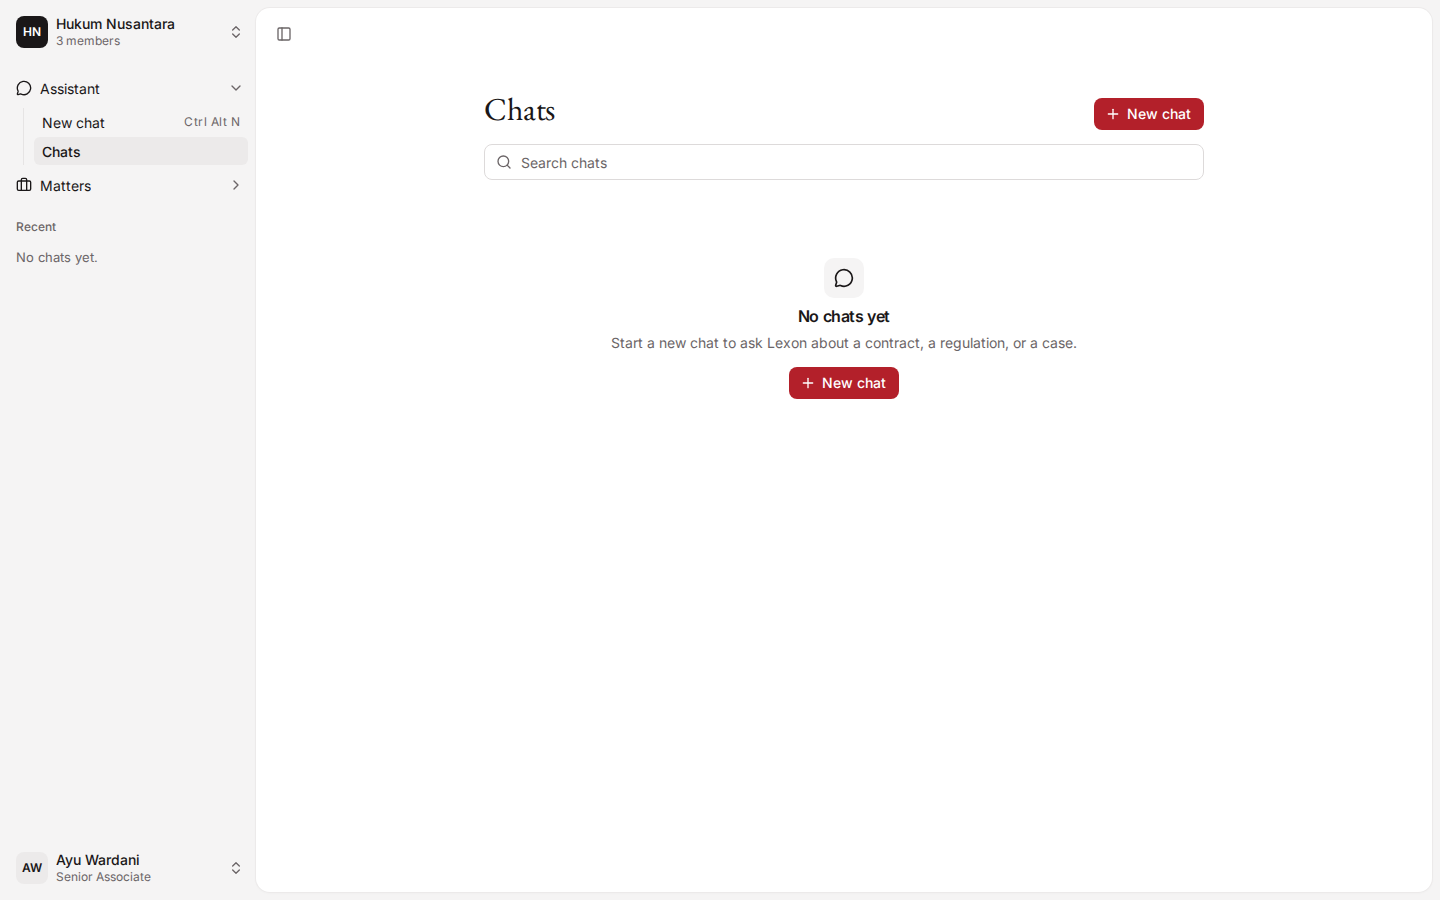 HN
Hukum Nusantara
3 members
Assistant
New chat
Ctrl Alt N
Chats
Matters
Recent
No chats yet.
AW
Ayu Wardani
Senior Associate
Chats
New chat
Search chats
No chats yet
Start a new chat to ask Lexon about a contract, a regulation, or a case.
New chat